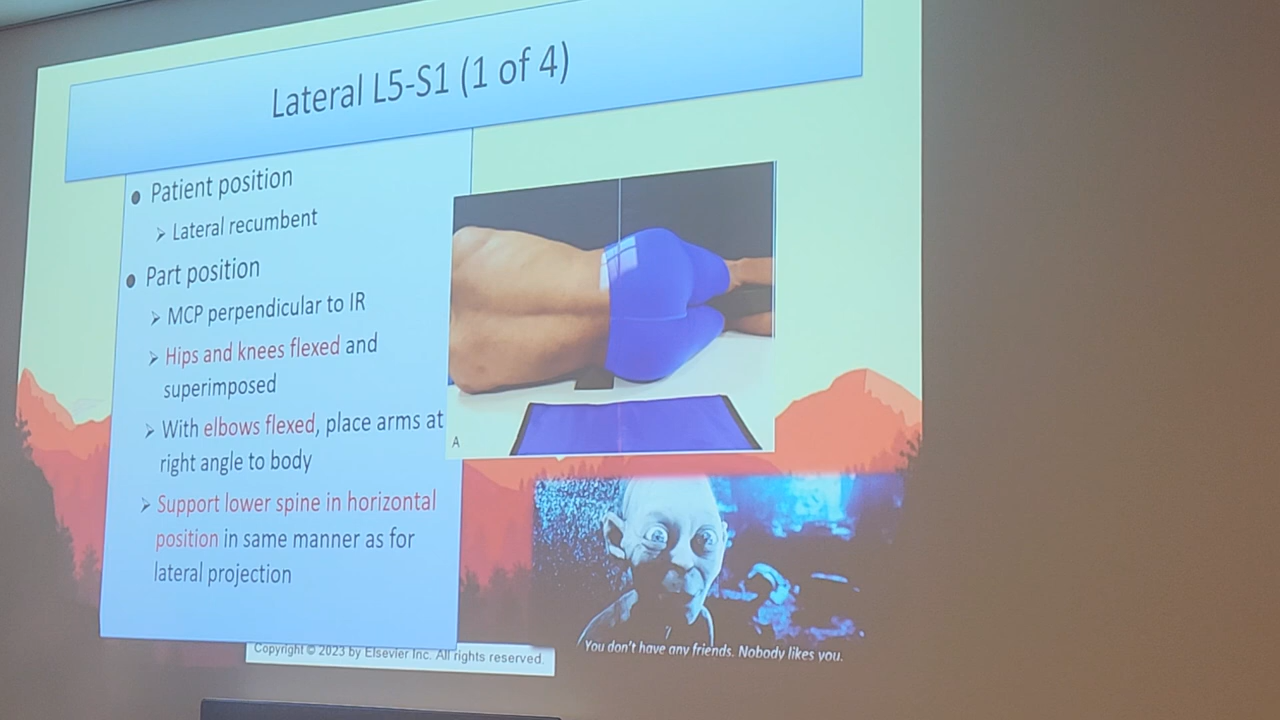 Lateral L5-S1 (1 of 4)
● Patient position
➢ Lateral recumbent
● Part position
➢ MCP perpendicular to IR
➢ Hips and knees flexed and
superimposed
➢ With elbows flexed, place arms at
right angle to body
➢ Support lower spine in horizontal
position in same manner as for
lateral projection
A
You don't have any friends. Nobody likes you.
Copyright © 2023 by Elsevier Inc. All rights reserved.